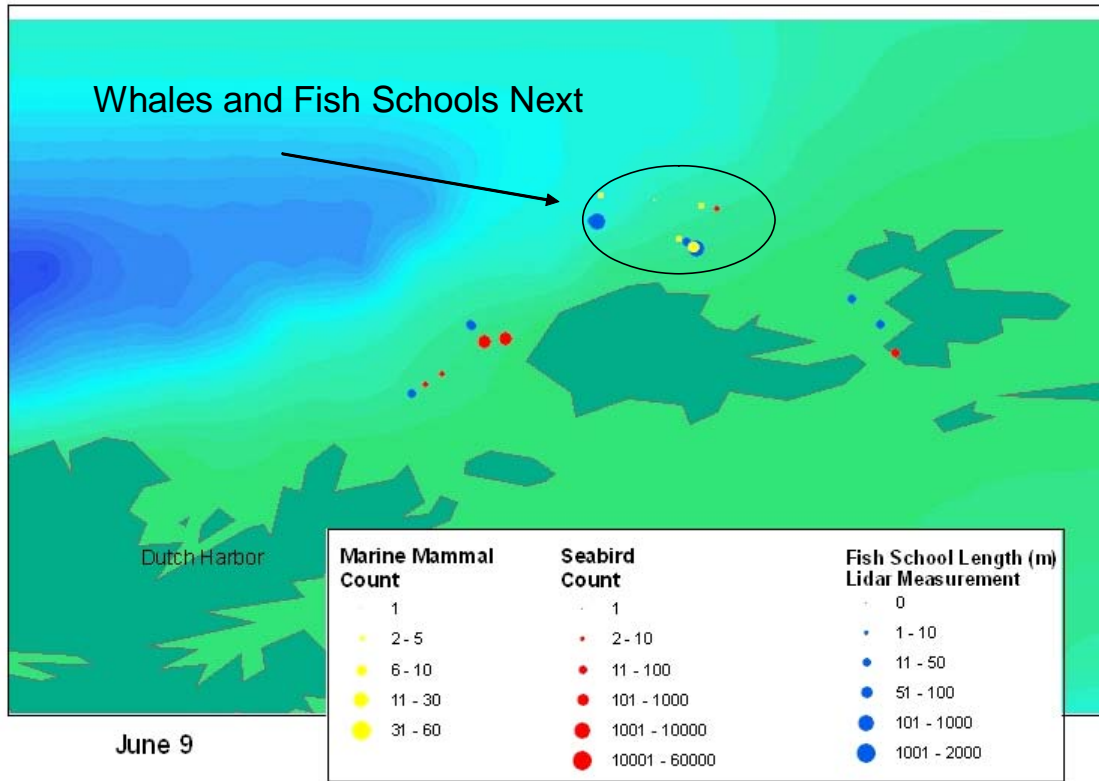 Whales and Fish Schools Next
Dutch Harbor
June 9
Marine Mammal
Count
1
2 - 5
6 - 10
11 - 30
31 - 60
Seabird
Count
1
2 - 10
11 - 100
101 - 1000
1001 - 10000
10001 - 60000
Fish School Length (m)
Lidar Measurement
0
1 - 10
11 - 50
51 - 100
101 - 1000
1001 - 2000